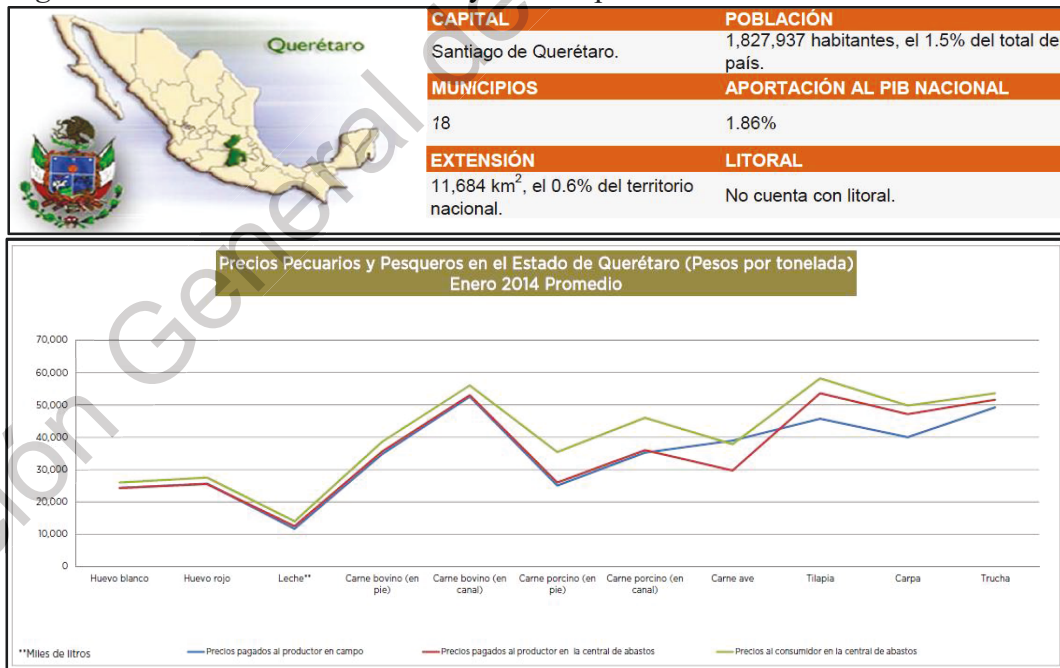 Querétaro
CAPITAL
Santiago de Querétaro.
POBLACIÓN
1,827,937 habitantes, el 1.5% del total de
país.
MUNICIPIOS
18
APORTACIÓN AL PIB NACIONAL
1.86%
EXTENSIÓN
11,684 km², el 0.6% del territorio
nacional.
LITORAL
No cuenta con litoral.
Precios Pecuarios y Pesqueros en el Estado de Querétaro (Pesos por tonelada)
Enero 2014 Promedio
70,000
60,000
50,000
40,000
30,000
20,000
10,000
0
Huevo blanco
Huevo rojo
Leche**
Carne bovino (en
pie)
Carne bovino (en
canal)
Carne porcino (en
pie)
Carne porcino (en
canal)
Carne ave
Tilapia
Carpa
Trucha
**Miles de litros
Precios pagados al productor en campo
Precios pagados al productor en la central de abastos
Precios al consumidor en la central de abastos
ción General de